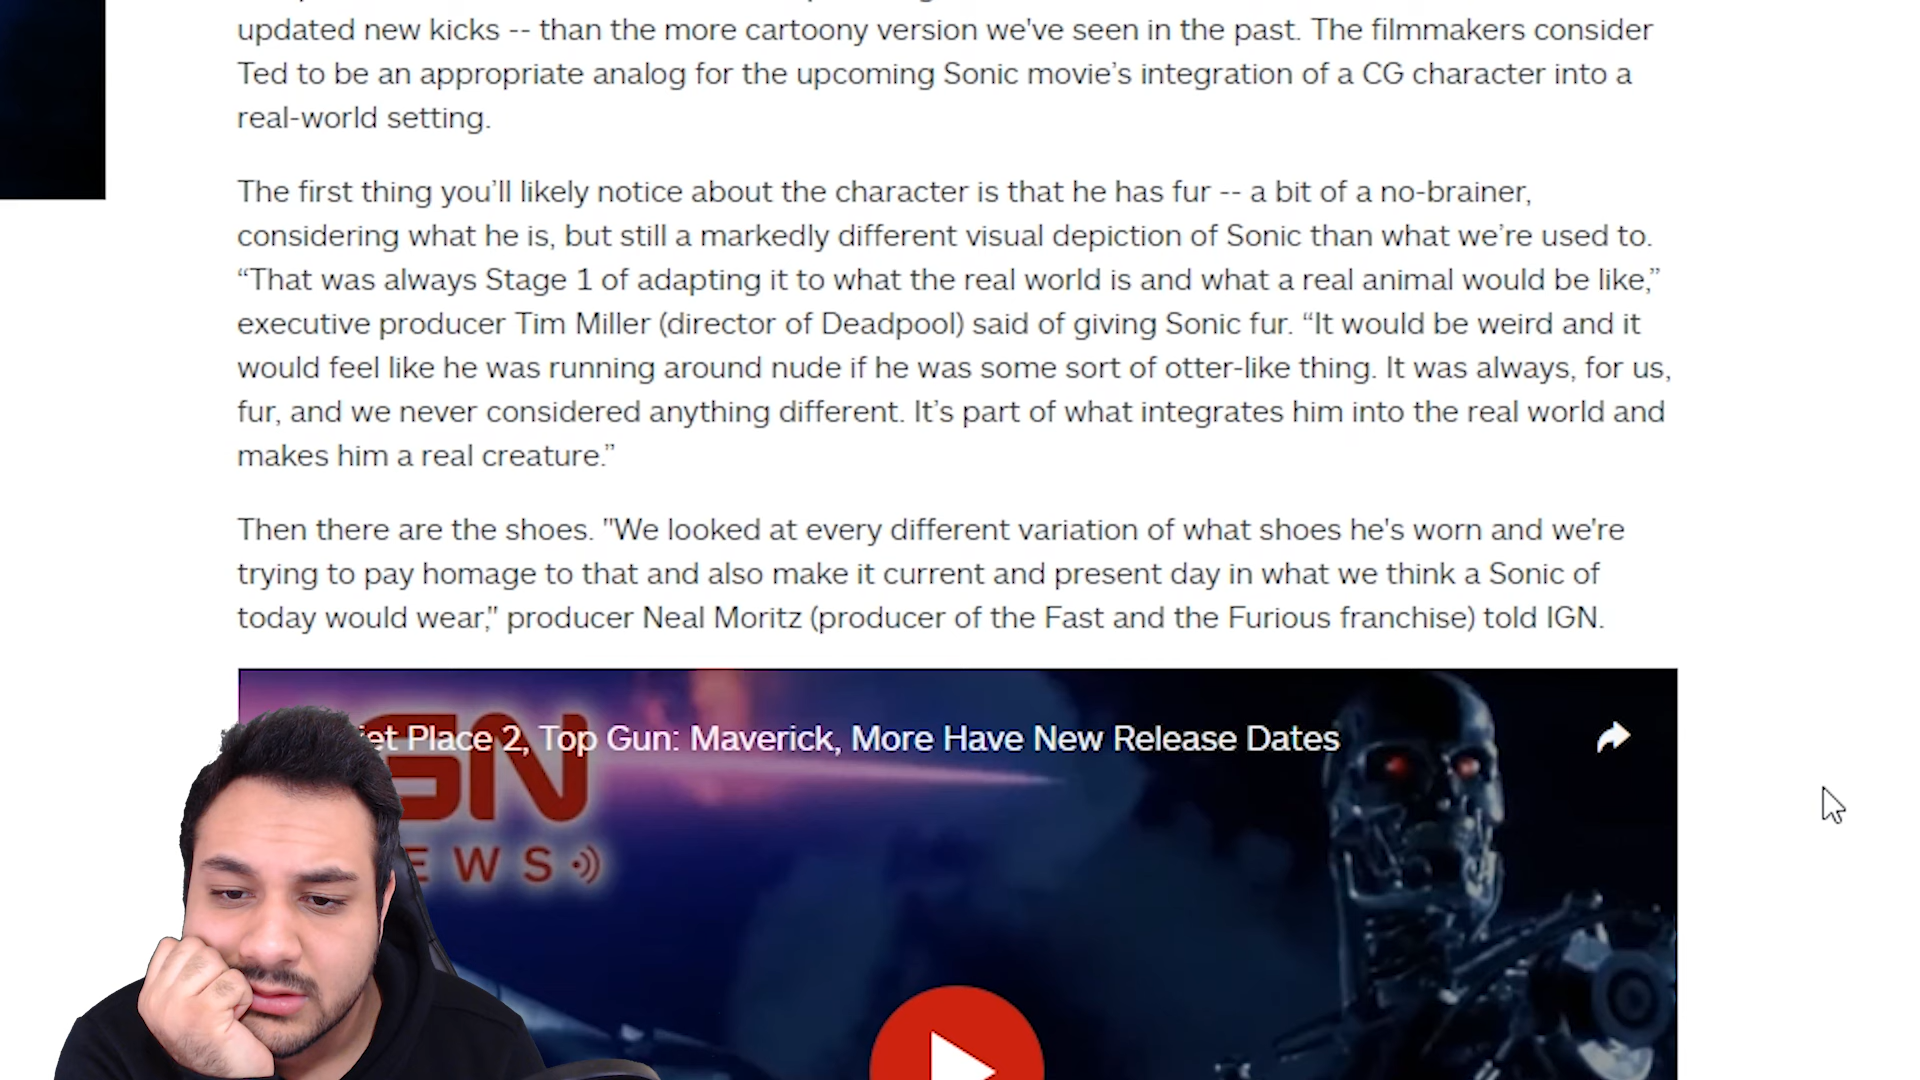 updated new kicks -- than the more cartoony version we've seen in the past. The filmmakers consider
Ted to be an appropriate analog for the upcoming Sonic movie’s integration of a CG character into a
real-world setting.
The first thing you’ll likely notice about the character is that he has fur -- a bit of a no-brainer,
considering what he is, but still a markedly different visual depiction of Sonic than what we’re used to.
“That was always Stage 1 of adapting it to what the real world is and what a real animal would be like,”
executive producer Tim Miller (director of Deadpool) said of giving Sonic fur. “It would be weird and it
would feel like he was running around nude if he was some sort of otter-like thing. It was always, for us,
fur, and we never considered anything different. It’s part of what integrates him into the real world and
makes him a real creature.”
Then there are the shoes. "We looked at every different variation of what shoes he's worn and we're
trying to pay homage to that and also make it current and present day in what we think a Sonic of
today would wear," producer Neal Moritz (producer of the Fast and the Furious franchise) told IGN.
iet Place 2, Top Gun: Maverick, More Have New Release Dates
GN
EWS